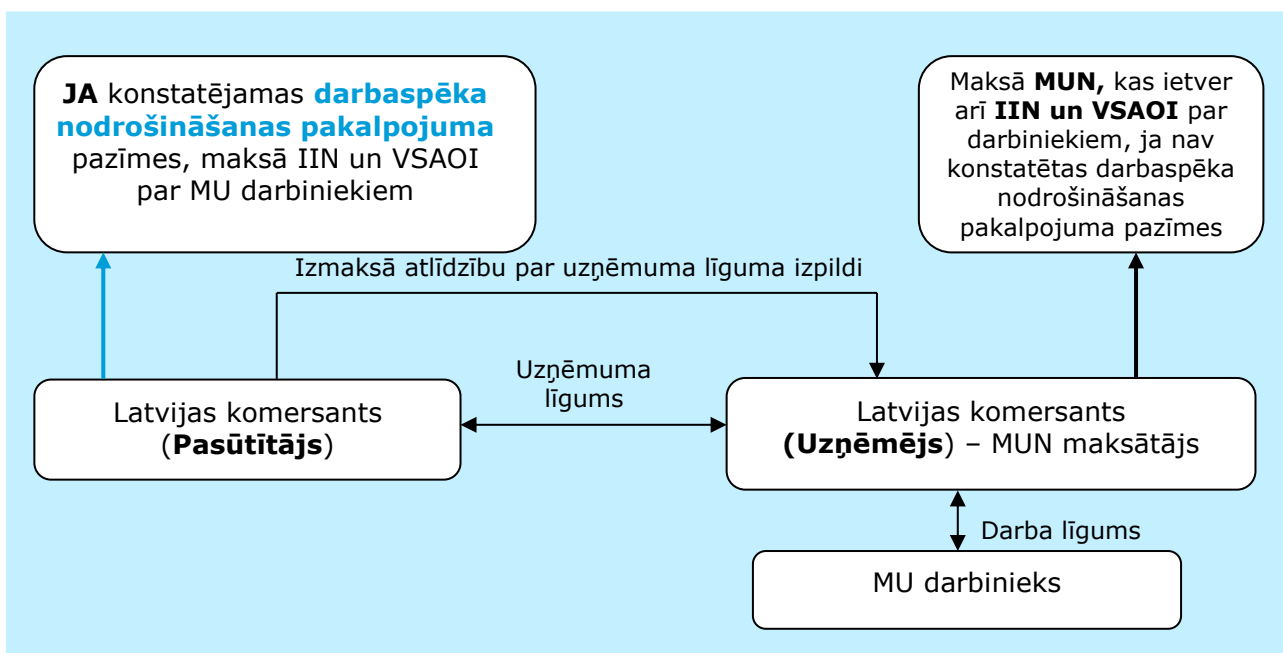 JA konstatējamas darbaspēka
nodrošināšanas pakalpojuma
pazīmes, maksā IIN un VSAOI
par MU darbiniekiem
Maksā MUN, kas ietver
arī IIN un VSAOI par
darbiniekiem, ja nav
konstatētas darbaspēka
nodrošināšanas
pakalpojuma pazīmes
Izmaksā atlīdzību par uzņēmuma līguma izpildi
Latvijas komersants
(Pasūtītājs)
Uzņēmuma
līgums
Latvijas komersants
(Uzņēmējs) – MUN maksātājs
Darba līgums
MU darbinieks